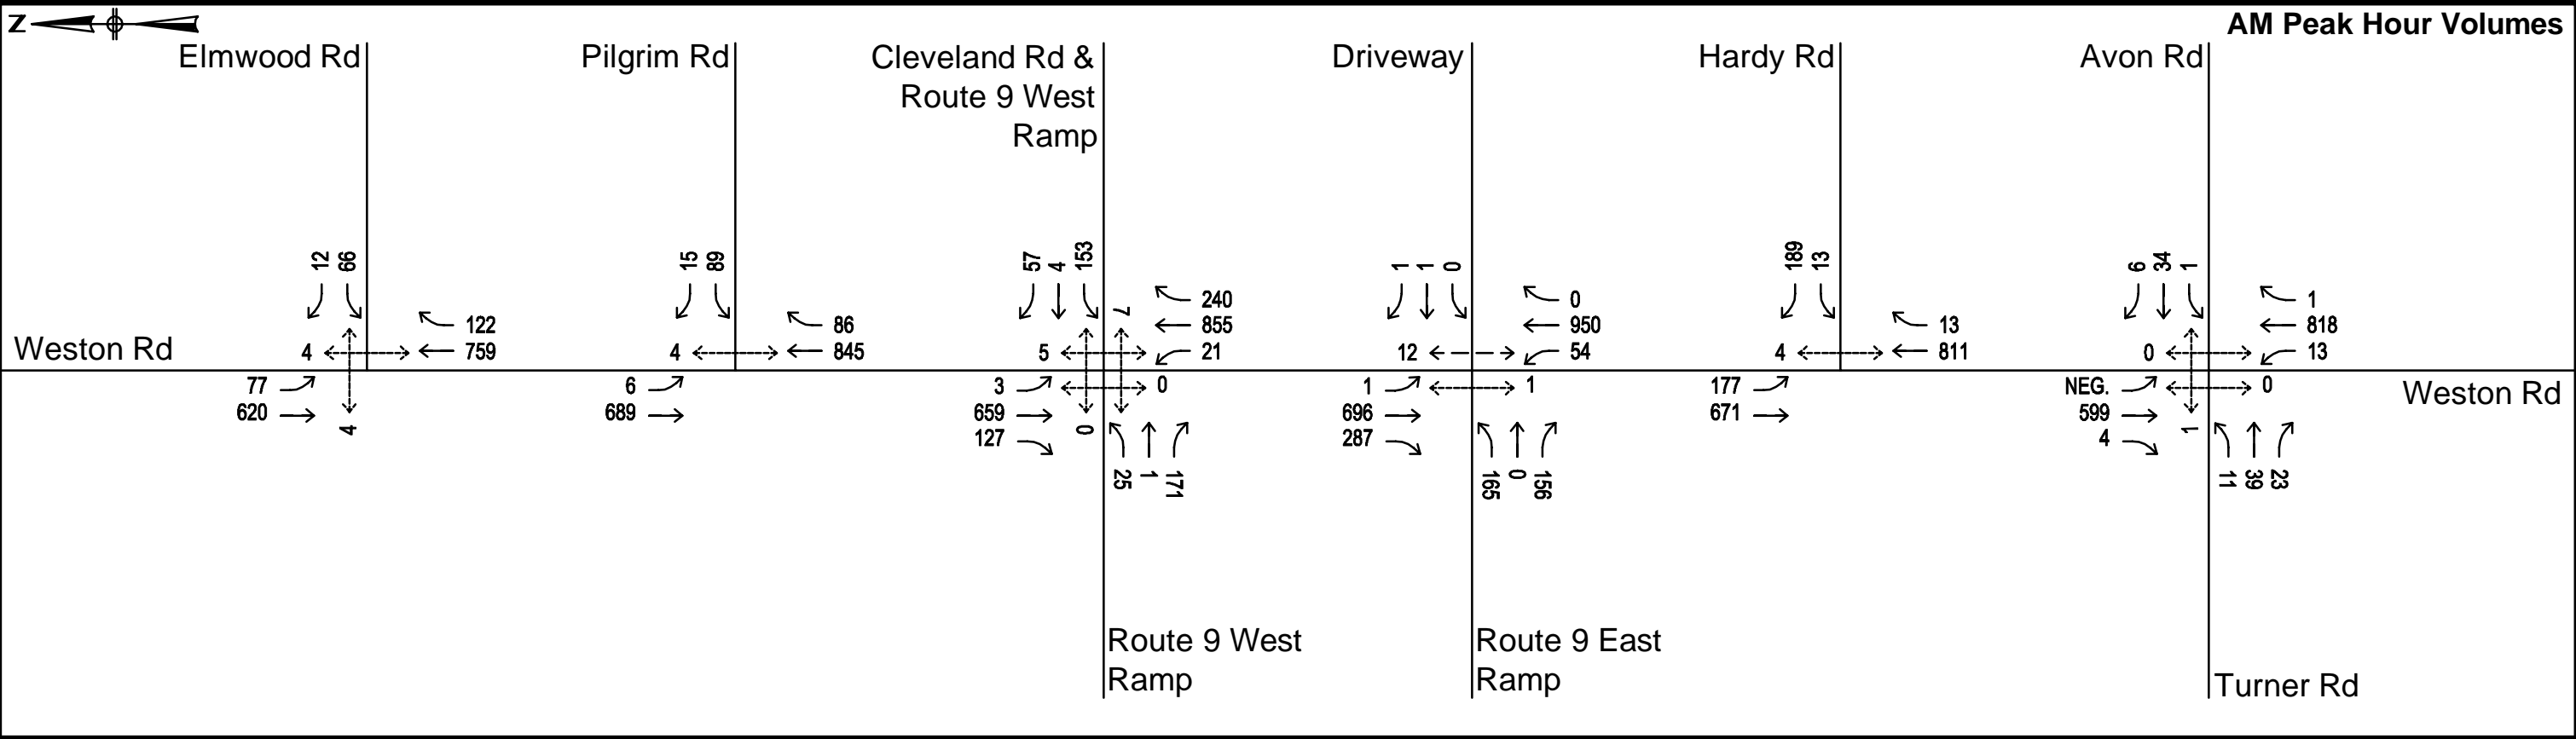 Z
AM Peak Hour Volumes
Elmwood Rd
Pilgrim Rd
Cleveland Rd &
Route 9 West
Ramp
Driveway
Hardy Rd
Avon Rd
12 66
122
4 759
77
620
4
15 89
86
4 845
6
689
57 4 153
7
240
855
5 21
3 0
659
127
0
25 1 171
1 1 0
0
950
12 54
1 1
696
287
165 0 156
189 13
13
4 811
177
671
6 34 1
1
818
0 13
NEG. 0
599
4
1
11 39 23
Weston Rd
Weston Rd
Route 9 West
Ramp
Route 9 East
Ramp
Turner Rd